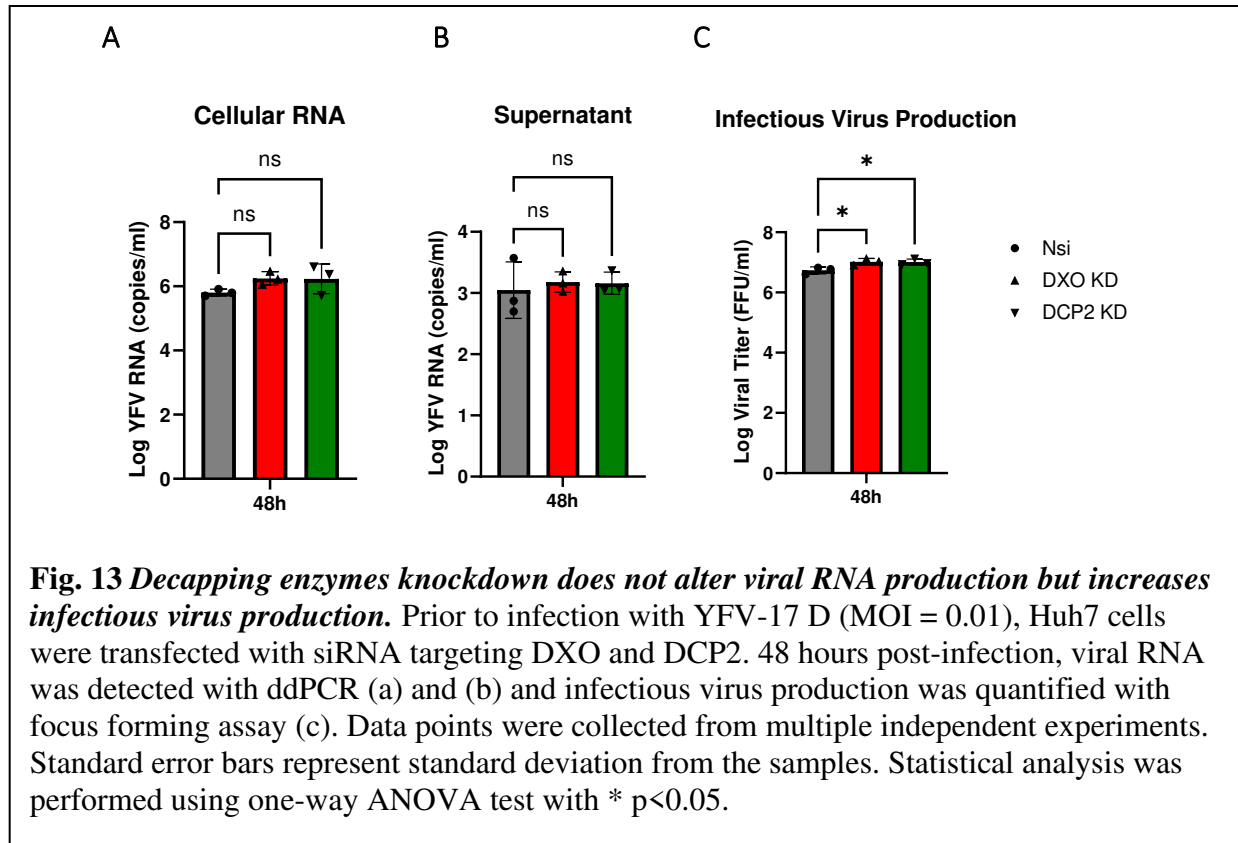 A
B
C
Cellular RNA
Supernatant
Infectious Virus Production
ns
ns
ns
ns
*
*
Log YFV RNA (copies/ml)
8
6
4
2
0
48h
Log YFV RNA (copies/ml)
4
3
2
1
0
48h
Log Viral Titer (FFU/ml)
8
6
4
2
0
48h
Nsi
DXO KD
DCP2 KD
Fig. 13 Decapping enzymes knockdown does not alter viral RNA production but increases
infectious virus production. Prior to infection with YFV-17 D (MOI = 0.01), Huh7 cells
were transfected with siRNA targeting DXO and DCP2. 48 hours post-infection, viral RNA
was detected with ddPCR (a) and (b) and infectious virus production was quantified with
focus forming assay (c). Data points were collected from multiple independent experiments.
Standard error bars represent standard deviation from the samples. Statistical analysis was
performed using one-way ANOVA test with * p<0.05.